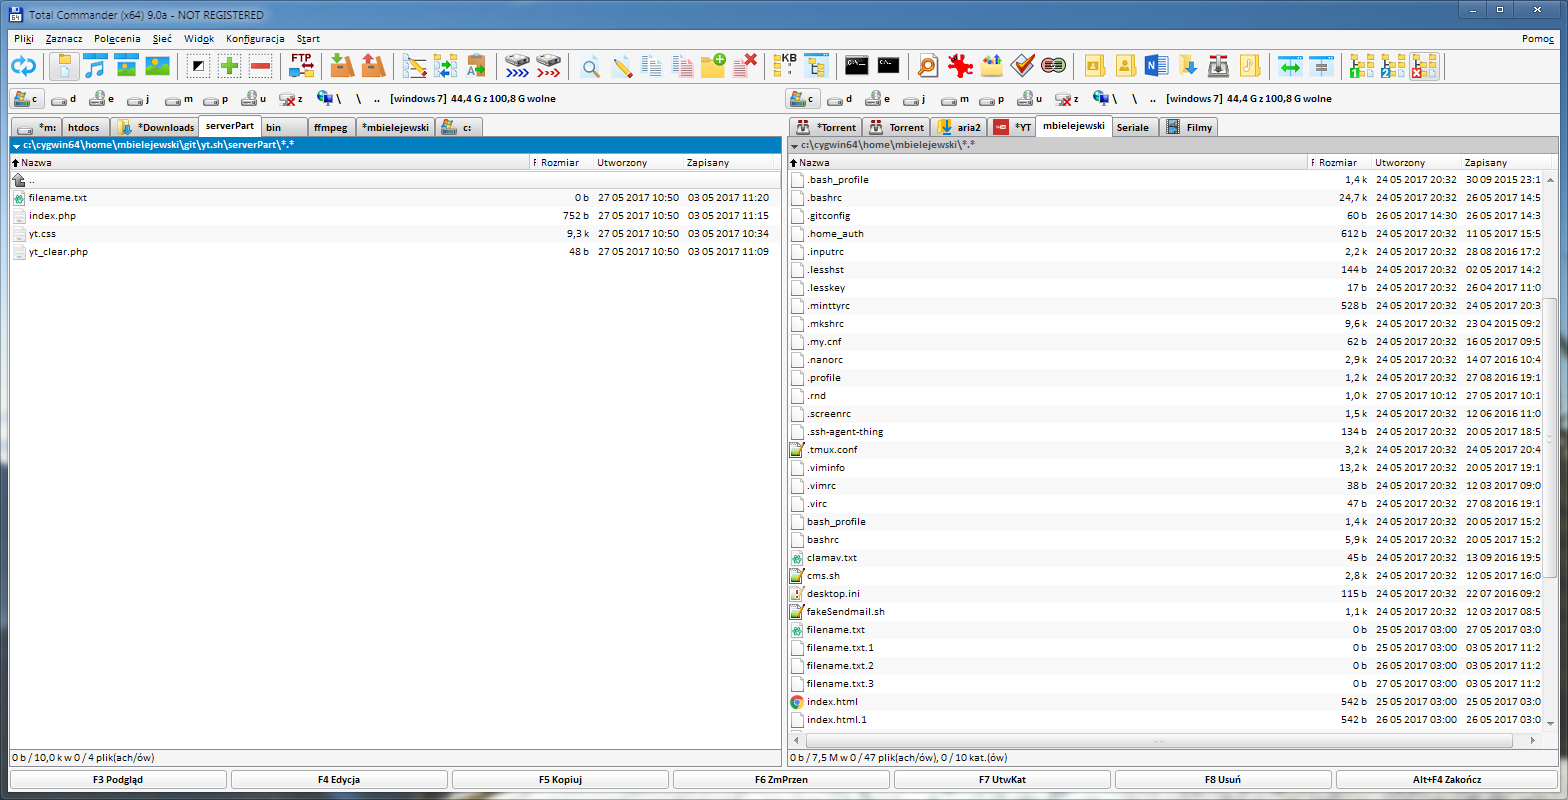 Total Commander (x64) 9.0a - NOT REGISTERED
Pliki Zaznacz Polecenia Sieć Widok Konfiguracja Start Pomoc
FTP KB
c d e j m p u z \ \ .. [windows 7] 44,4 G z 100,8 G wolne
c d e j m p u z \ \ .. [windows 7] 44,4 G z 100,8 G wolne
*m: htdocs *Downloads serverPart bin ffmpeg *mbielejewski c:
*Torrent Torrent aria2 *YT mbielejewski Seriale Filmy
c:\cygwin64\home\mbielejewski\git\yt.sh\serverPart\*.*
Nazwa F Rozmiar Utworzony Zapisany
..
filename.txt 0 b 27 05 2017 10:50 03 05 2017 11:20
index.php 752 b 27 05 2017 10:50 03 05 2017 11:15
yt.css 9,3 k 27 05 2017 10:50 03 05 2017 10:34
yt_clear.php 48 b 27 05 2017 10:50 03 05 2017 11:09
0 b / 10,0 k w 0 / 4 plik(ach/ów)
c:\cygwin64\home\mbielejewski\*.*
Nazwa F Rozmiar Utworzony Zapisany
.bash_profile 1,4 k 24 05 2017 20:32 30 09 2015 23:1
.bashrc 24,7 k 24 05 2017 20:32 26 05 2017 14:5
.gitconfig 60 b 26 05 2017 14:30 26 05 2017 14:3
.home_auth 612 b 24 05 2017 20:32 11 05 2017 15:5
.inputrc 2,2 k 24 05 2017 20:32 28 08 2016 17:2
.lesshst 144 b 24 05 2017 20:32 02 05 2017 14:2
.lesskey 17 b 24 05 2017 20:32 26 04 2017 11:0
.minttyrc 528 b 24 05 2017 20:32 24 05 2017 20:3
.mkshrc 9,6 k 24 05 2017 20:32 23 04 2015 09:2
.my.cnf 62 b 24 05 2017 20:32 16 05 2017 09:5
.nanorc 2,9 k 24 05 2017 20:32 14 07 2016 10:4
.profile 1,2 k 24 05 2017 20:32 27 08 2016 19:1
.rnd 1,0 k 27 05 2017 10:12 27 05 2017 10:1
.screenrc 1,5 k 24 05 2017 20:32 12 06 2016 11:0
.ssh-agent-thing 134 b 24 05 2017 20:32 20 05 2017 18:5
.tmux.conf 3,2 k 24 05 2017 20:32 24 05 2017 20:4
.viminfo 13,2 k 24 05 2017 20:32 20 05 2017 19:1
.vimrc 38 b 24 05 2017 20:32 12 03 2017 09:0
.virc 47 b 24 05 2017 20:32 27 08 2016 19:1
bash_profile 1,4 k 24 05 2017 20:32 20 05 2017 15:2
bashrc 5,9 k 24 05 2017 20:32 20 05 2017 15:2
clamav.txt 45 b 24 05 2017 20:32 13 09 2016 19:5
cms.sh 2,8 k 24 05 2017 20:32 12 05 2017 16:0
desktop.ini 115 b 24 05 2017 20:32 22 07 2016 09:2
fakeSendmail.sh 1,1 k 24 05 2017 20:32 12 03 2017 08:5
filename.txt 0 b 25 05 2017 03:00 27 05 2017 03:0
filename.txt.1 0 b 25 05 2017 03:00 03 05 2017 11:2
filename.txt.2 0 b 26 05 2017 03:00 03 05 2017 11:2
filename.txt.3 0 b 27 05 2017 03:00 03 05 2017 11:2
index.html 542 b 25 05 2017 03:00 25 05 2017 03:0
index.html.1 542 b 26 05 2017 03:00 26 05 2017 03:0
0 b / 7,5 M w 0 / 47 plik(ach/ów), 0 / 10 kat.(ów)
F3 Podgląd F4 Edycja F5 Kopiuj F6 ZmPrzen F7 UtwKat F8 Usuń Alt+F4 Zakończ